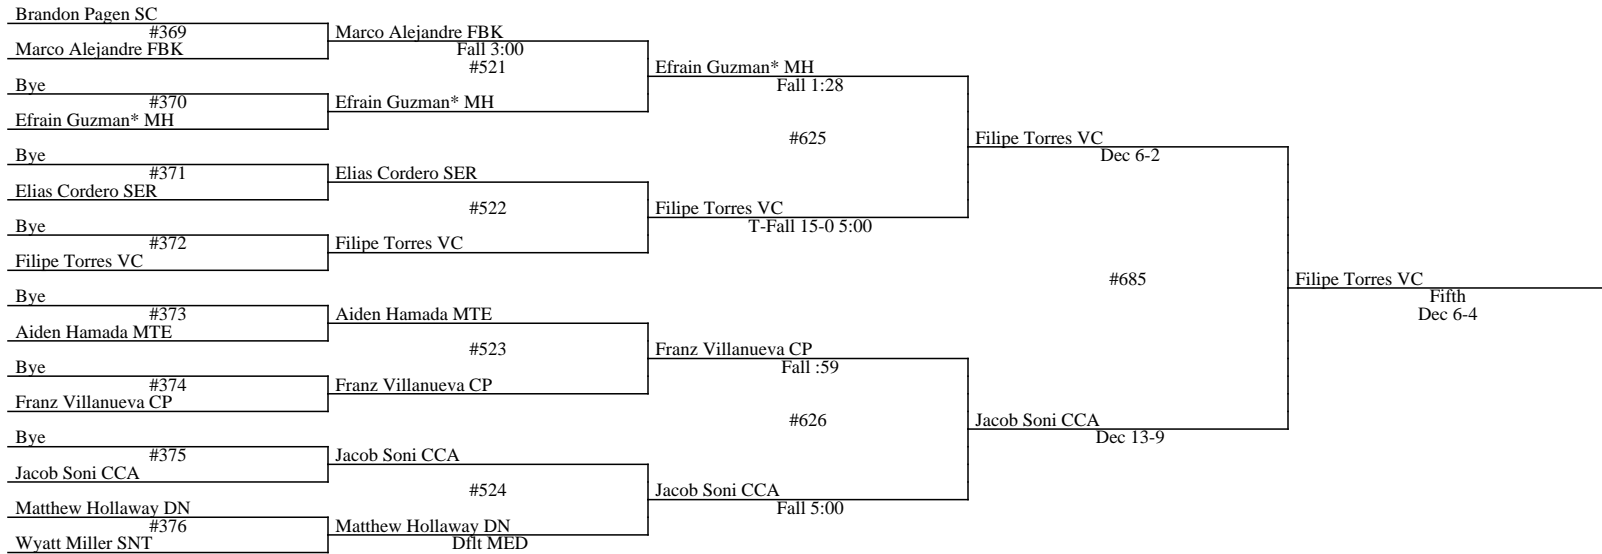 Brandon Pagen SC
#369
Marco Alejandre FBK
Bye
#370
Efrain Guzman* MH
Bye
#371
Elias Cordero SER
Bye
#372
Filipe Torres VC
Bye
#373
Aiden Hamada MTE
Bye
#374
Franz Villanueva CP
Bye
#375
Jacob Soni CCA
Matthew Hollaway DN
#376
Wyatt Miller SNT
Marco Alejandre FBK
Fall 3:00
#521
Efrain Guzman* MH
Elias Cordero SER
#522
Filipe Torres VC
Aiden Hamada MTE
#523
Franz Villanueva CP
Jacob Soni CCA
#524
Matthew Hollaway DN
Dflt MED
Efrain Guzman* MH
Fall 1:28
#625
Filipe Torres VC
T-Fall 15-0 5:00
Franz Villanueva CP
Fall :59
#626
Jacob Soni CCA
Fall 5:00
Filipe Torres VC
Dec 6-2
#685
Jacob Soni CCA
Dec 13-9
Filipe Torres VC
Fifth
Dec 6-4